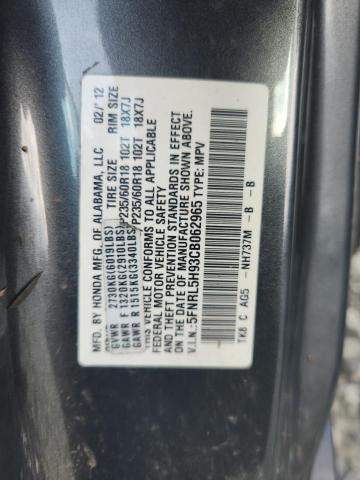 MFD. BY HONDA MFG. OF ALABAMA, LLC 02/'12
TIRE SIZE RIM SIZE
GVWR 2730KG(6019LBS)
GAWR F 1320KG(2910LBS) P235/60R18 102T 18X7J
GAWR R 1515KG(3340LBS) P235/60R18 102T 18X7J
THIS VEHICLE CONFORMS TO ALL APPLICABLE
FEDERAL MOTOR VEHICLE SAFETY, BUMPER,
AND THEFT PREVENTION STANDARDS IN EFFECT
ON THE DATE OF MANUFACTURE SHOWN ABOVE.
V.I.N.:5FNRL5H93CB062965 TYPE: MPV
TK8 C AG5 -NH737M - B - B